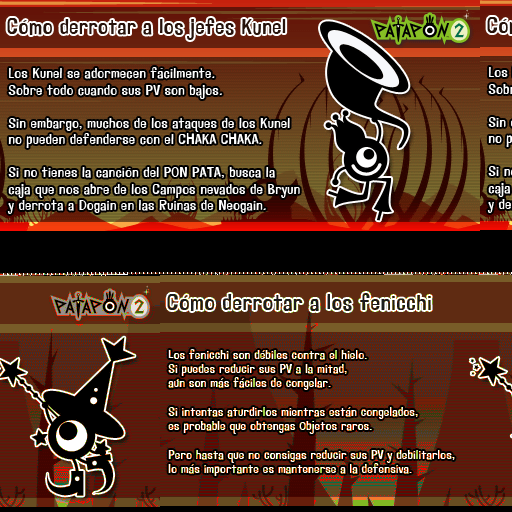 Cómo derrotar a los jefes Kunel
PATAPON 2
Los Kunel se adormecen fácilmente.
Sobre todo cuando sus PV son bajos.
Sin embargo, muchos de los ataques de los Kunel
no pueden defenderse con el CHAKA CHAKA.
Si no tienes la canción del PON PATA, busca la
caja que nos abre de los Campos nevados de Bryun
y derrota a Dogain en las Ruinas de Neogain.
PATAPON 2
Cómo derrotar a los fenicchi
Los fenicchi son débiles contra el hielo.
Si puedes reducir sus PV a la mitad,
aun son más fáciles de congelar.
Si intentas aturdirlos mientras están congelados,
es probable que obtengas Objetos raros.
Pero hasta que no consigas reducir sus PV y debilitarlos,
lo más importante es mantenerse a la defensiva.